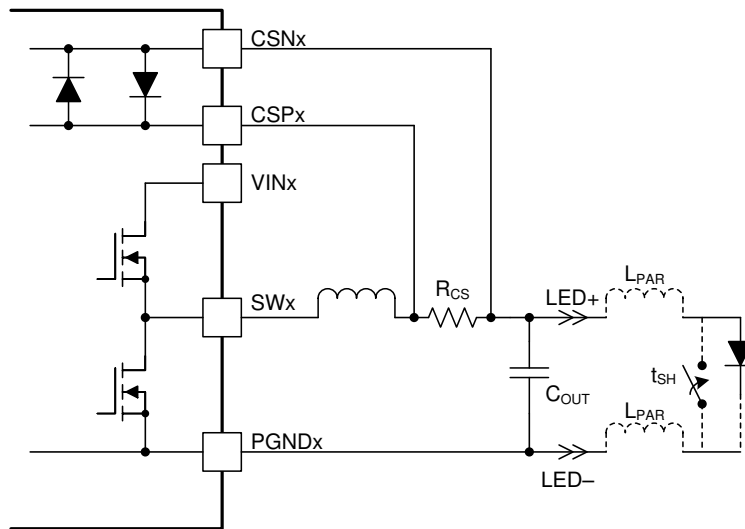 CSNx
CSPx
VINx
SWx
RCS
LED+
LPAR
tSH
COUT
LPAR
PGNDx
LED–